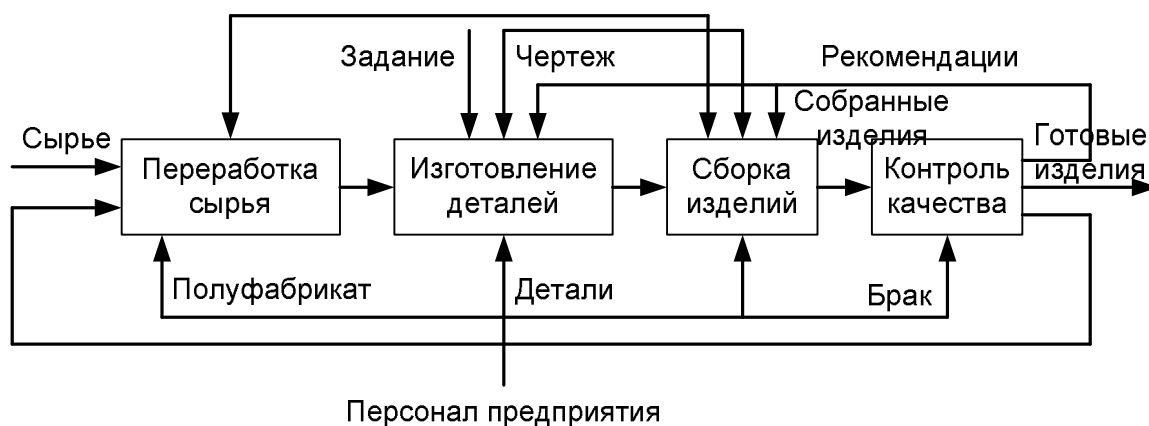 Задание
Чертеж
Рекомендации
Собранные
изделия
Сырье
Готовые
изделия
Переработка
сырья
Изготовление
деталей
Сборка
изделий
Контроль
качества
Полуфабрикат
Детали
Брак
Персонал предприятия